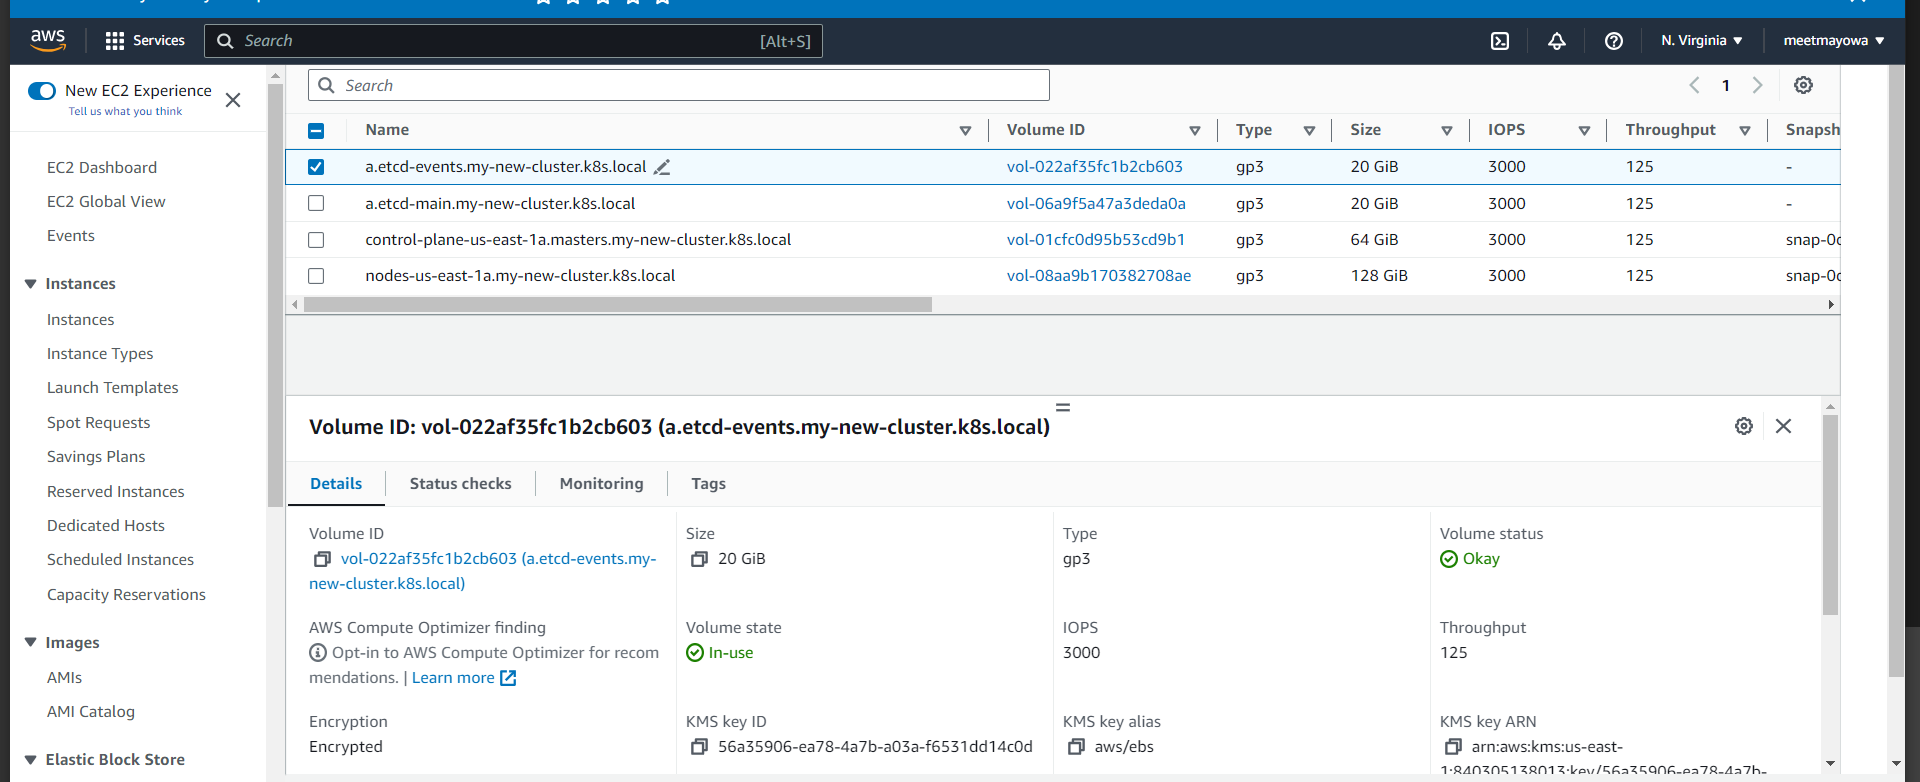 aws Services Search [Alt+S] N. Virginia meetmayowa
New EC2 Experience
Tell us what you think
EC2 Dashboard
EC2 Global View
Events
Instances
Instances
Instance Types
Launch Templates
Spot Requests
Savings Plans
Reserved Instances
Dedicated Hosts
Scheduled Instances
Capacity Reservations
Images
AMIs
AMI Catalog
Elastic Block Store
Search 1
Name Volume ID Type Size IOPS Throughput Snapsh
a.etcd-events.my-new-cluster.k8s.local vol-022af35fc1b2cb603 gp3 20 GiB 3000 125 -
a.etcd-main.my-new-cluster.k8s.local vol-06a9f5a47a3deda0a gp3 20 GiB 3000 125 -
control-plane-us-east-1a.masters.my-new-cluster.k8s.local vol-01cfc0d95b53cd9b1 gp3 64 GiB 3000 125 snap-0c
nodes-us-east-1a.my-new-cluster.k8s.local vol-08aa9b170382708ae gp3 128 GiB 3000 125 snap-0c
Volume ID: vol-022af35fc1b2cb603 (a.etcd-events.my-new-cluster.k8s.local)
Details Status checks Monitoring Tags
Volume ID
vol-022af35fc1b2cb603 (a.etcd-events.my-
new-cluster.k8s.local)
Size
20 GiB
Type
gp3
Volume status
Okay
AWS Compute Optimizer finding
Opt-in to AWS Compute Optimizer for recom
mendations. | Learn more
Volume state
In-use
IOPS
3000
Throughput
125
Encryption
Encrypted
KMS key ID
56a35906-ea78-4a7b-a03a-f6531dd14c0d
KMS key alias
aws/ebs
KMS key ARN
arn:aws:kms:us-east-
1:840305138013:key/56a35906-ea78-4a7b-